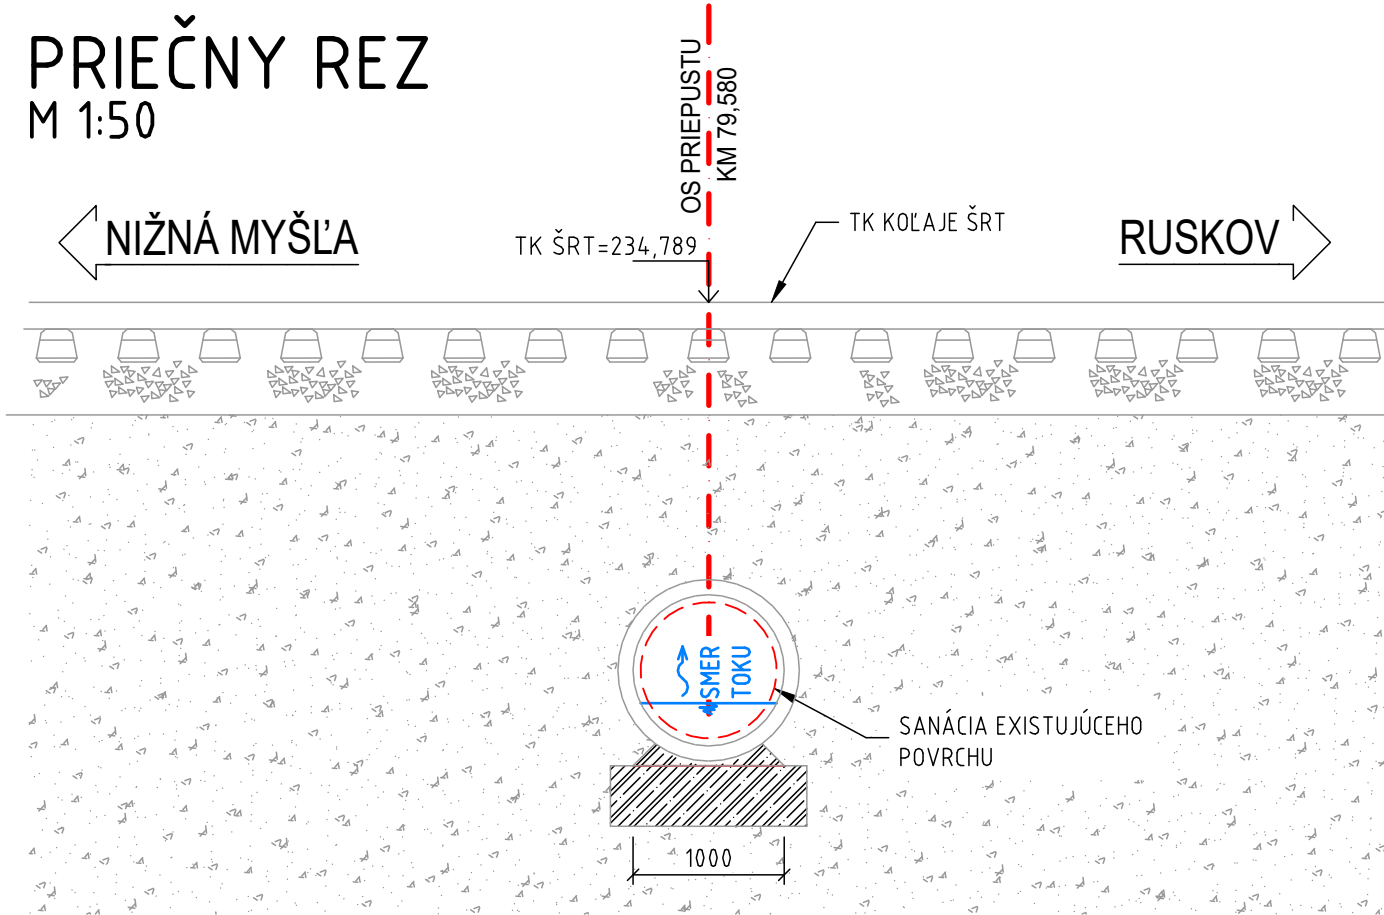 PRIEČNY REZ
M 1:50
OS PRIEPUSTU
KM 79,580
NIŽNÁ MYŠĽA
TK ŠRT=234,789
TK KOĽAJE ŠRT
RUSKOV
SMER
TOKU
SANÁCIA EXISTUJÚCEHO
POVRCHU
1000